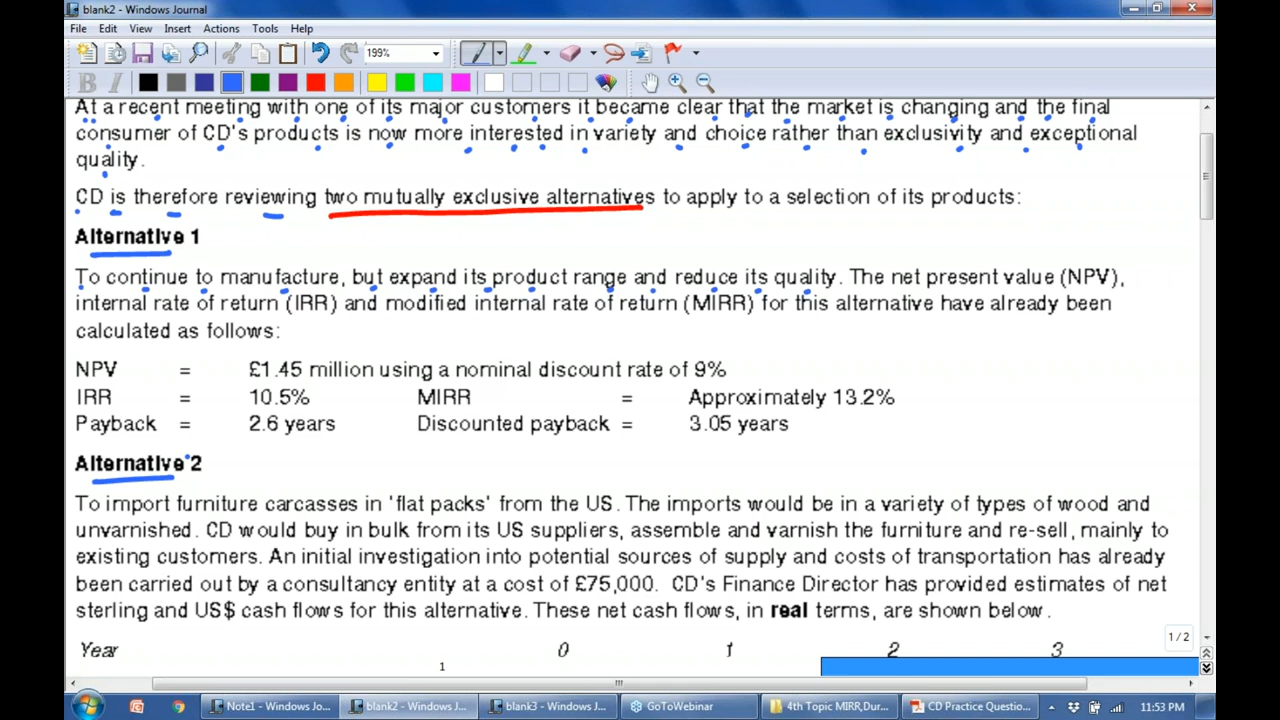 blank2 - Windows Journal
File Edit View Insert Actions Tools Help
199%
B I
At a recent meeting with one of its major customers it became clear that the market is changing and the final
consumer of CD's products is now more interested in variety and choice rather than exclusivity and exceptional
quality.
CD is therefore reviewing two mutually exclusive alternatives to apply to a selection of its products:
Alternative 1
To continue to manufacture, but expand its product range and reduce its quality. The net present value (NPV),
internal rate of return (IRR) and modified internal rate of return (MIRR) for this alternative have already been
calculated as follows:
NPV = £1.45 million using a nominal discount rate of 9%
IRR = 10.5% MIRR = Approximately 13.2%
Payback = 2.6 years Discounted payback = 3.05 years
Alternative 2
To import furniture carcasses in 'flat packs' from the US. The imports would be in a variety of types of wood and
unvarnished. CD would buy in bulk from its US suppliers, assemble and varnish the furniture and re-sell, mainly to
existing customers. An initial investigation into potential sources of supply and costs of transportation has already
been carried out by a consultancy entity at a cost of £75,000. CD's Finance Director has provided estimates of net
sterling and US$ cash flows for this alternative. These net cash flows, in real terms, are shown below.
1 / 2
Year 0 1 2 3
1
Note1 - Windows Jo... blank2 - Windows J... blank3 - Windows Jo... GoToWebinar 4th Topic MIRR,Dur... CD Practice Questio... 11:53 PM